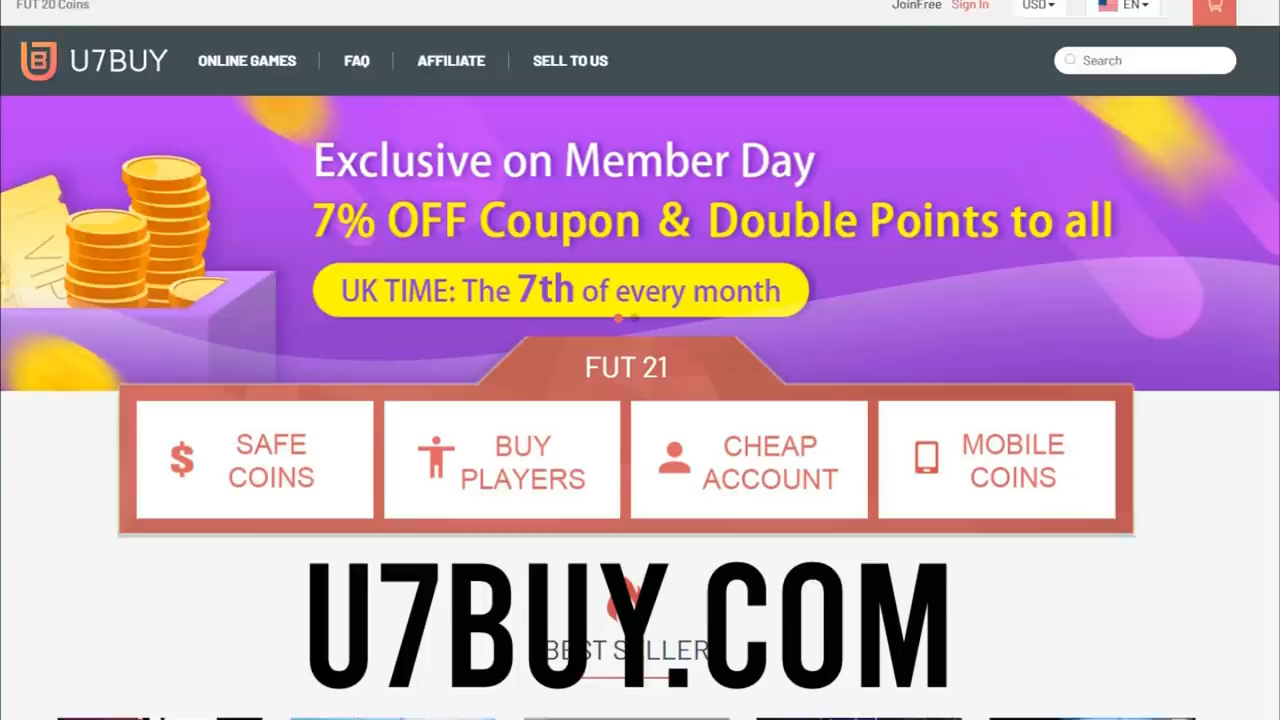 FUT 20 Coins
JoinFree Sign In USD EN
U7BUY ONLINE GAMES FAQ AFFILIATE SELL TO US Search
Exclusive on Member Day
7% OFF Coupon & Double Points to all
VIP
UK TIME: The 7th of every month
FUT 21
SAFE
COINS
BUY
PLAYERS
CHEAP
ACCOUNT
MOBILE
COINS
U7BUY.COM
BEST SELLER